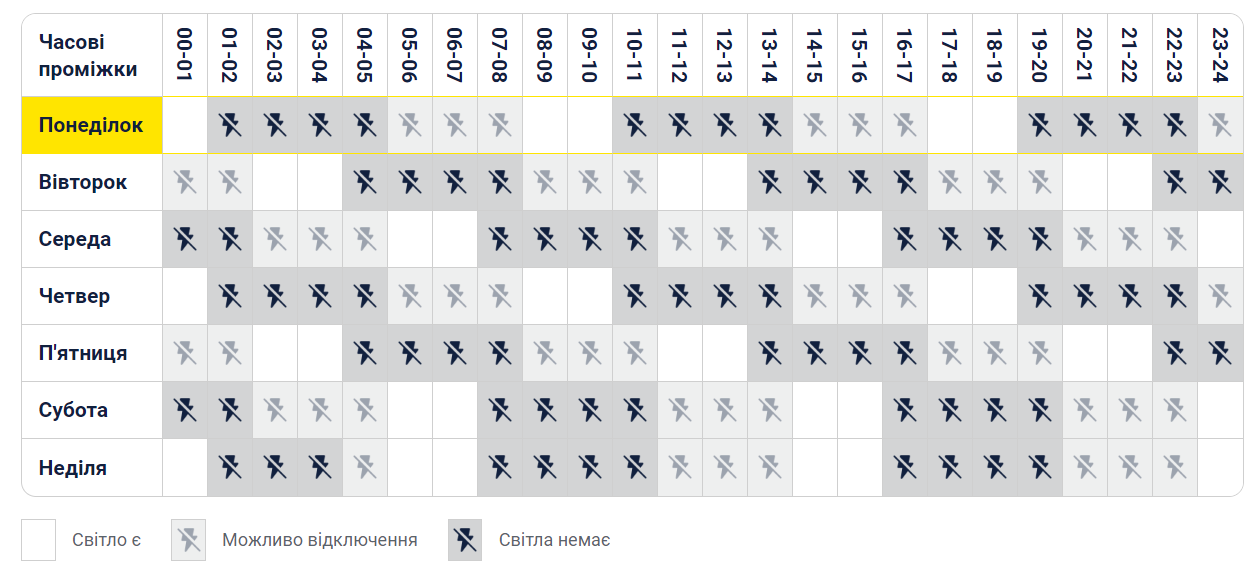 Часові
проміжки
00-01 01-02 02-03 03-04 04-05 05-06 06-07 07-08 08-09 09-10 10-11 11-12 12-13 13-14 14-15 15-16 16-17 17-18 18-19 19-20 20-21 21-22 22-23 23-24
Понеділок
Вівторок
Середа
Четвер
П'ятниця
Субота
Неділя
Світло є Можливо відключення Світла немає